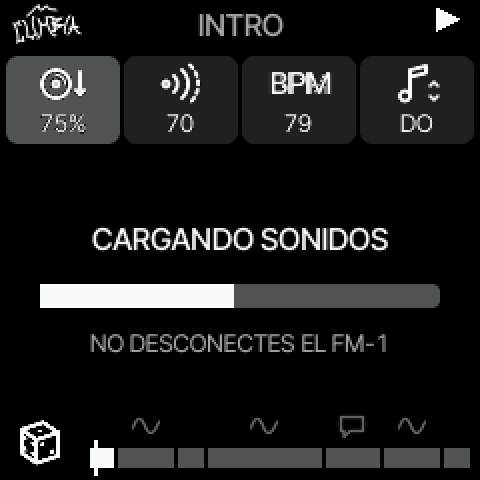 INTRO
75%
70
BPM
79
DO
CARGANDO SONIDOS
NO DESCONECTES EL FM-1